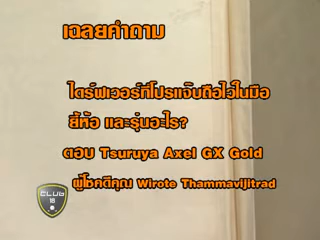 เฉลยคำถาม
ไดร์ฟเวอร์ที่โปรแจ๊บถือไว้ในมือ
ยี่ห้อ และรุ่นอะไร?
ตอบ Tsuruya Axel GX Gold
ผู้โชคดีคุณ Wirote Thammavijitrad
CLUB
18